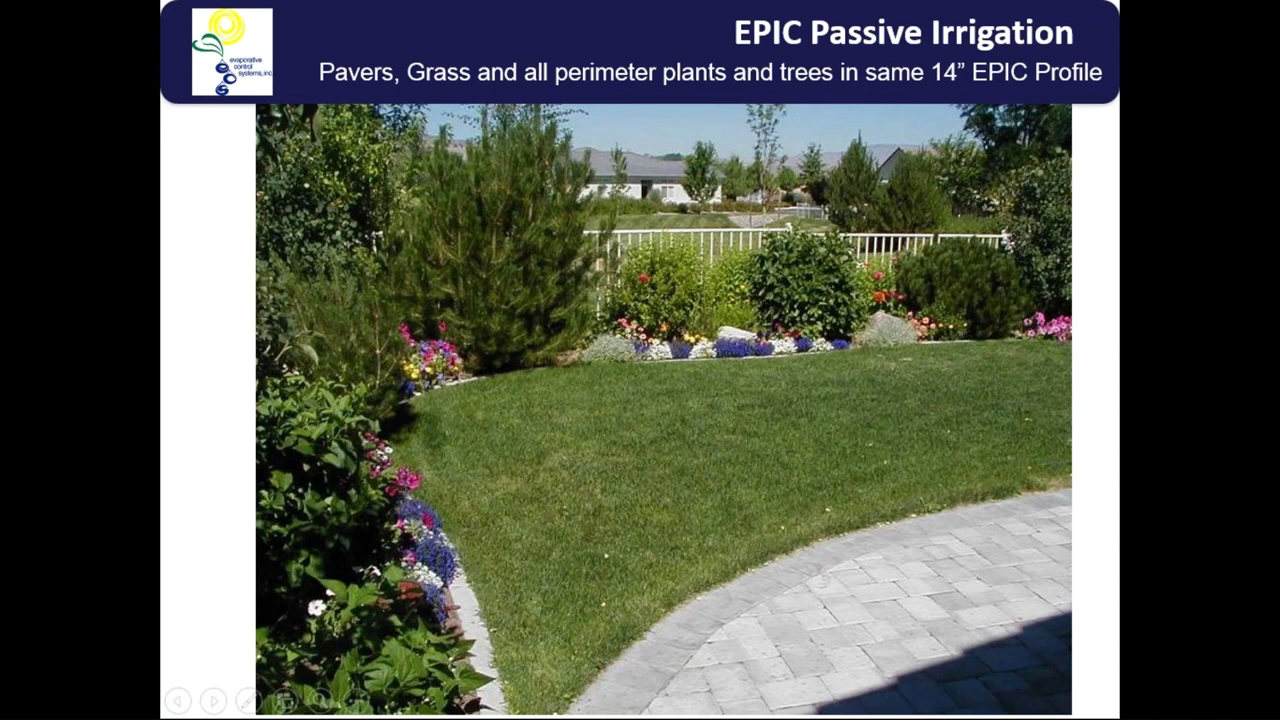 EPIC Passive Irrigation
Pavers, Grass and all perimeter plants and trees in same 14” EPIC Profile
evaporative
control
systems, inc.